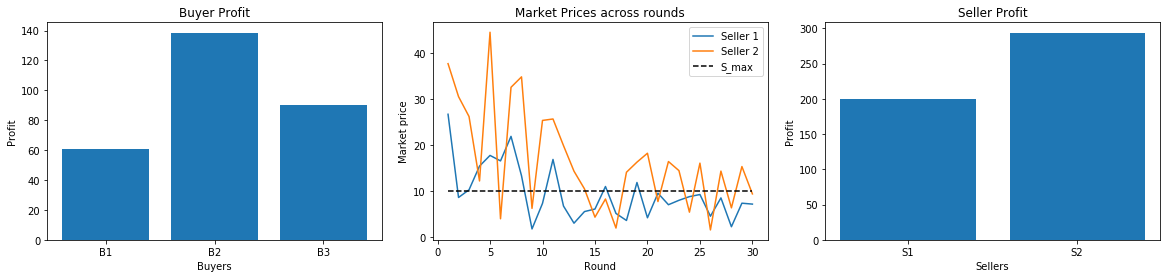 Buyer Profit
140
120
100
80
60
40
20
0
Profit
B1 B2 B3
Buyers
Market Prices across rounds
40
30
20
10
0
Market price
Seller 1
Seller 2
S_max
0 5 10 15 20 25 30
Round
Seller Profit
300
250
200
150
100
50
0
Profit
S1 S2
Sellers